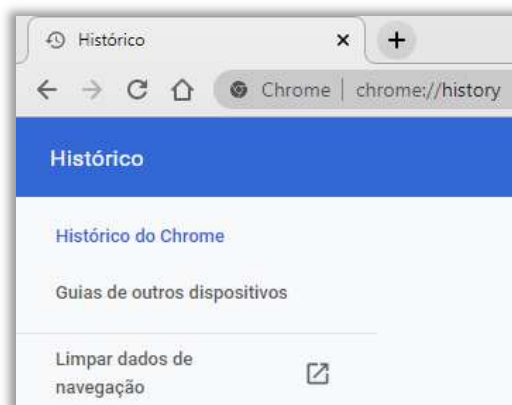 Histórico
Chrome | chrome://history
Histórico
Histórico do Chrome
Guias de outros dispositivos
Limpar dados de
navegação